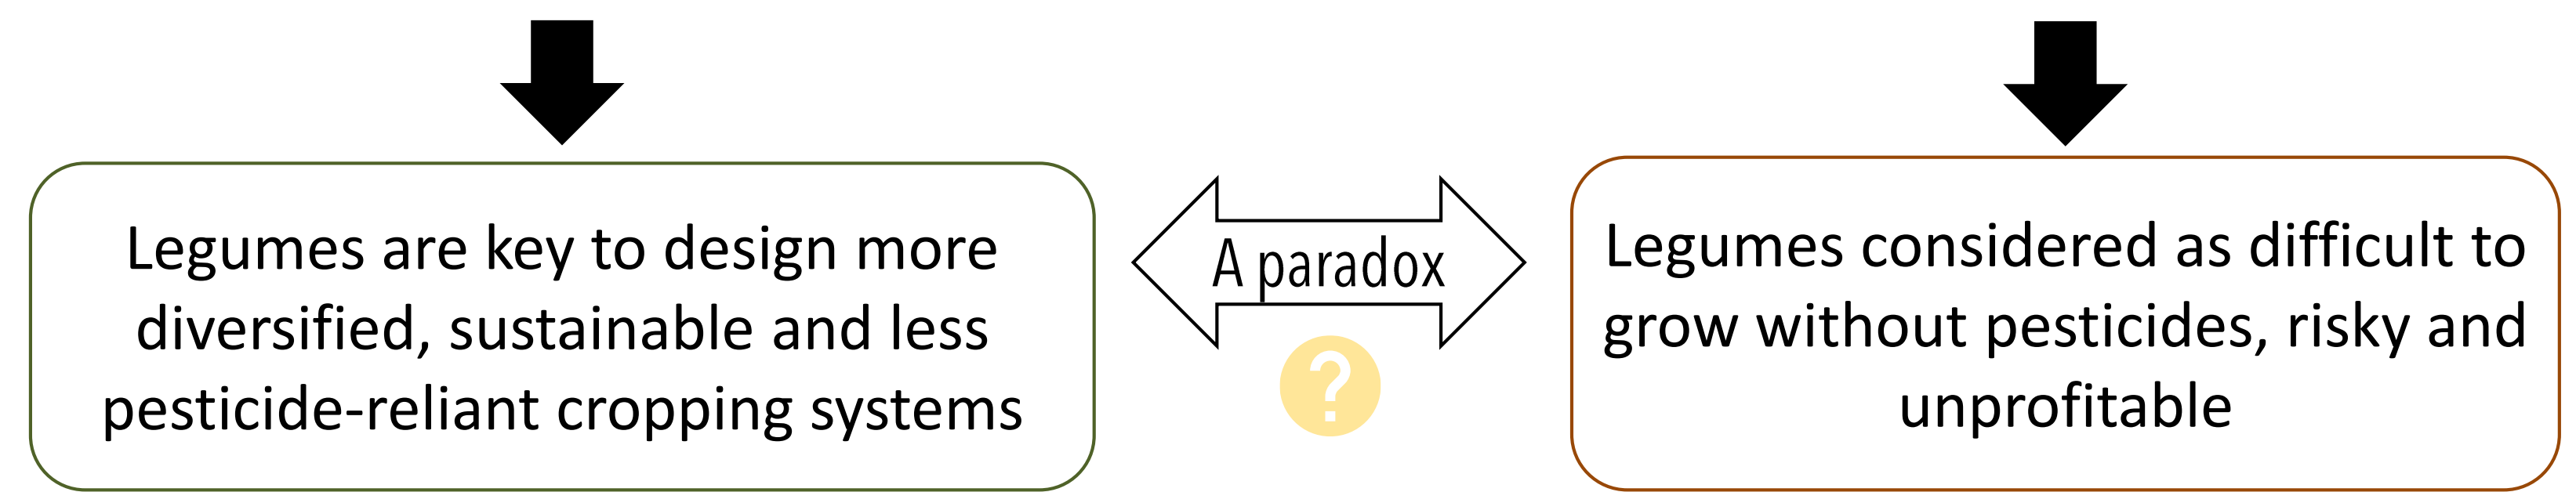 Legumes are key to design more
diversified, sustainable and less
pesticide-reliant cropping systems
A paradox
?
Legumes considered as difficult to
grow without pesticides, risky and
unprofitable